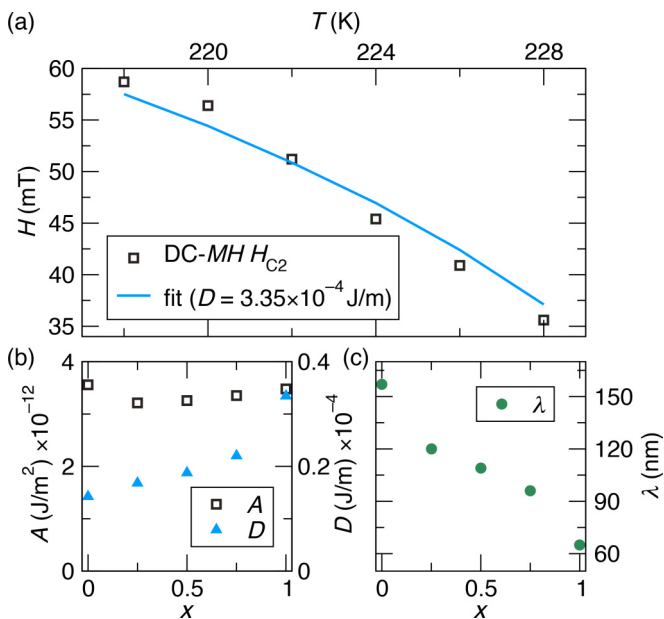 (a)
T (K)
220 224 228
60
55
50
45
40
35
H (mT)
DC-MH H_C2
fit (D = 3.35×10⁻⁴ J/m)
(b)
4
2
0
A (J/m²) ×10⁻¹²
0.4
0.2
0
D (J/m) ×10⁻⁴
A
D
0 0.5 1
x
(c)
λ
150
120
90
60
λ (nm)
0 0.5 1
x